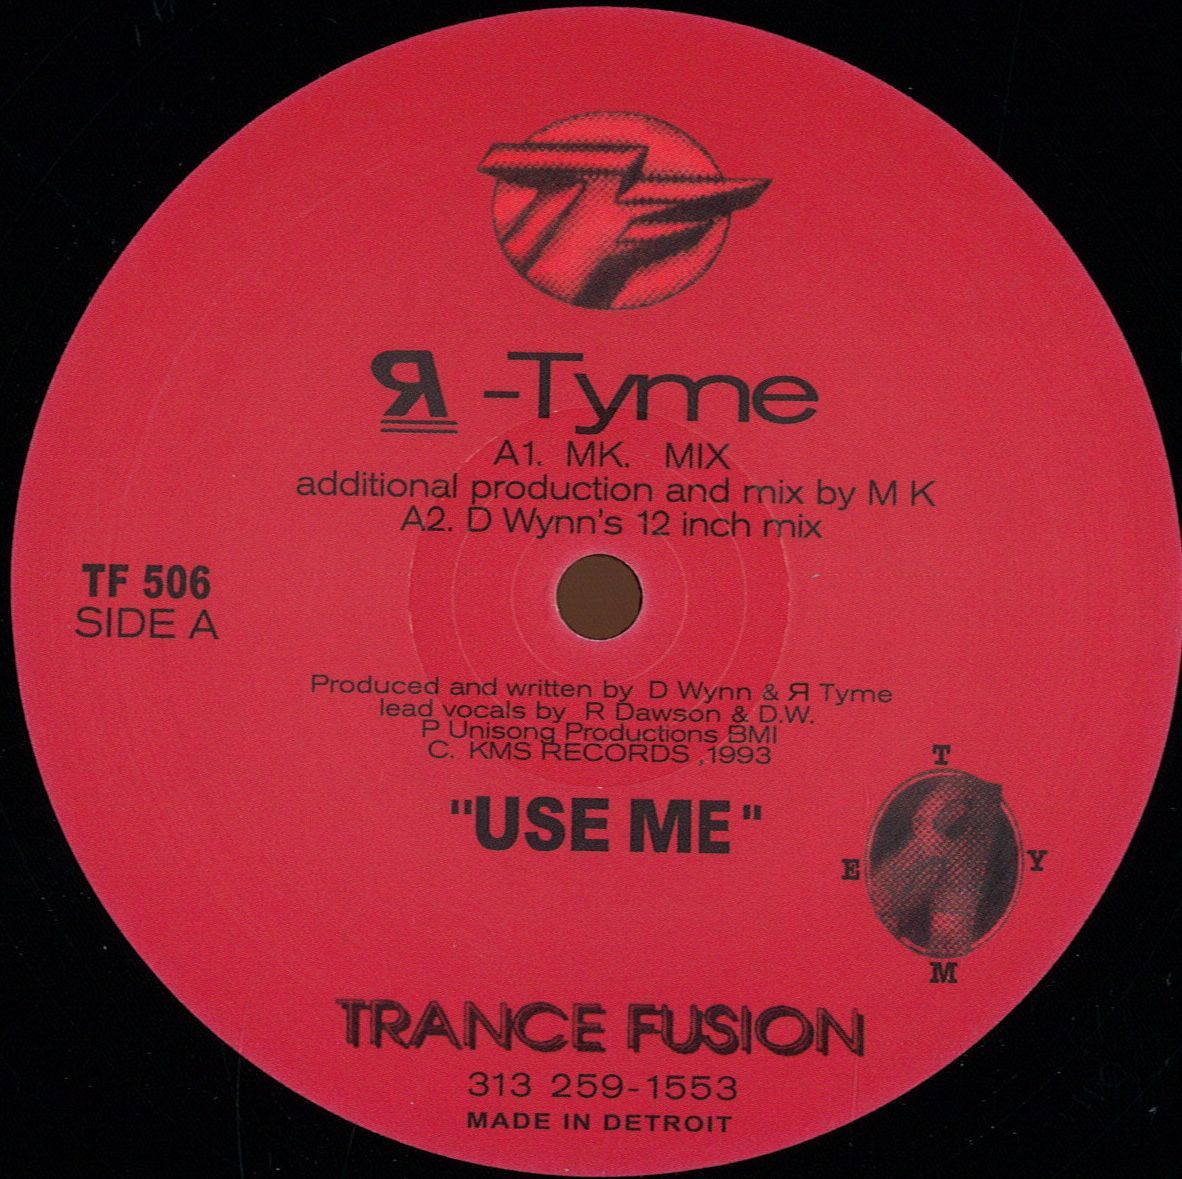 TF
Я -Tyme
A1. MK. MIX
additional production and mix by M K
A2. D Wynn's 12 inch mix
TF 506
SIDE A
Produced and written by D Wynn & Я Tyme
lead vocals by R Dawson & D.W.
P Unisong Productions BMI
C. KMS RECORDS ,1993
"USE ME"
T
E Y
M
TRANCE FUSION
313 259-1553
MADE IN DETROIT